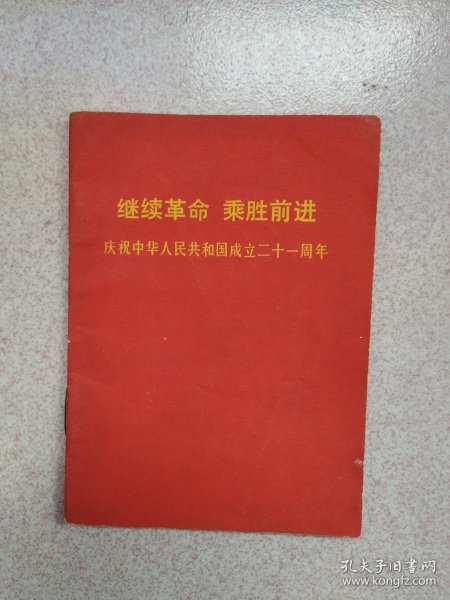 继续革命 乘胜前进
庆祝中华人民共和国成立二十一周年
孔夫子旧书网
www.kongfz.com